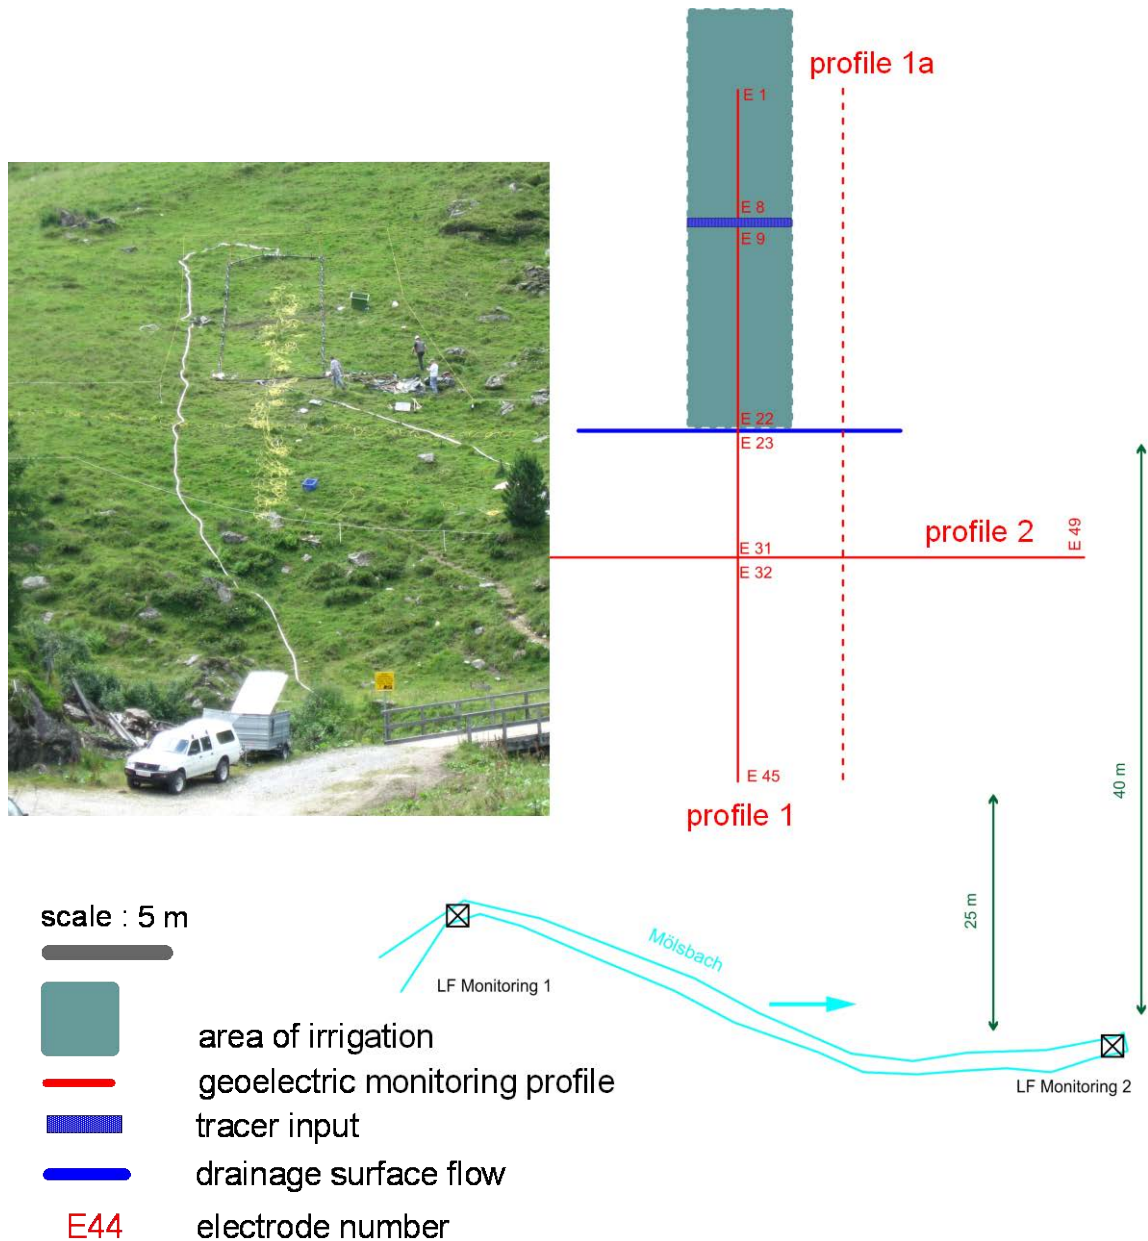 profile 1a
E 1
E 8
E 9
E 22
E 23
profile 2
E 49
E 31
E 32
E 45
profile 1
40 m
25 m
scale : 5 m
Mölsbach
LF Monitoring 1
LF Monitoring 2
area of irrigation
geoelectric monitoring profile
tracer input
drainage surface flow
E44 electrode number